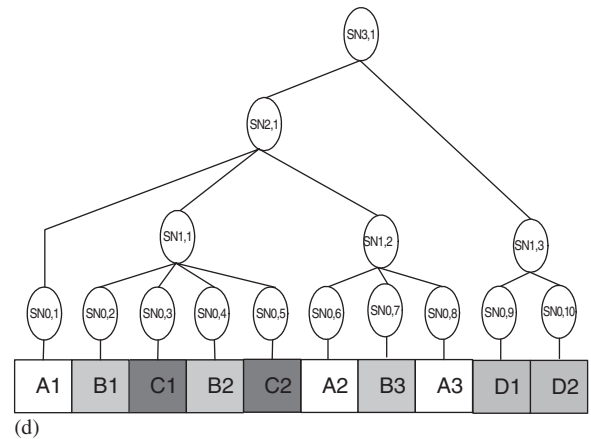 SN3,1
SN2,1
SN1,1 SN1,2 SN1,3
SN0,1 SN0,2 SN0,3 SN0,4 SN0,5 SN0,6 SN0,7 SN0,8 SN0,9 SN0,10
A1 B1 C1 B2 C2 A2 B3 A3 D1 D2
(d)